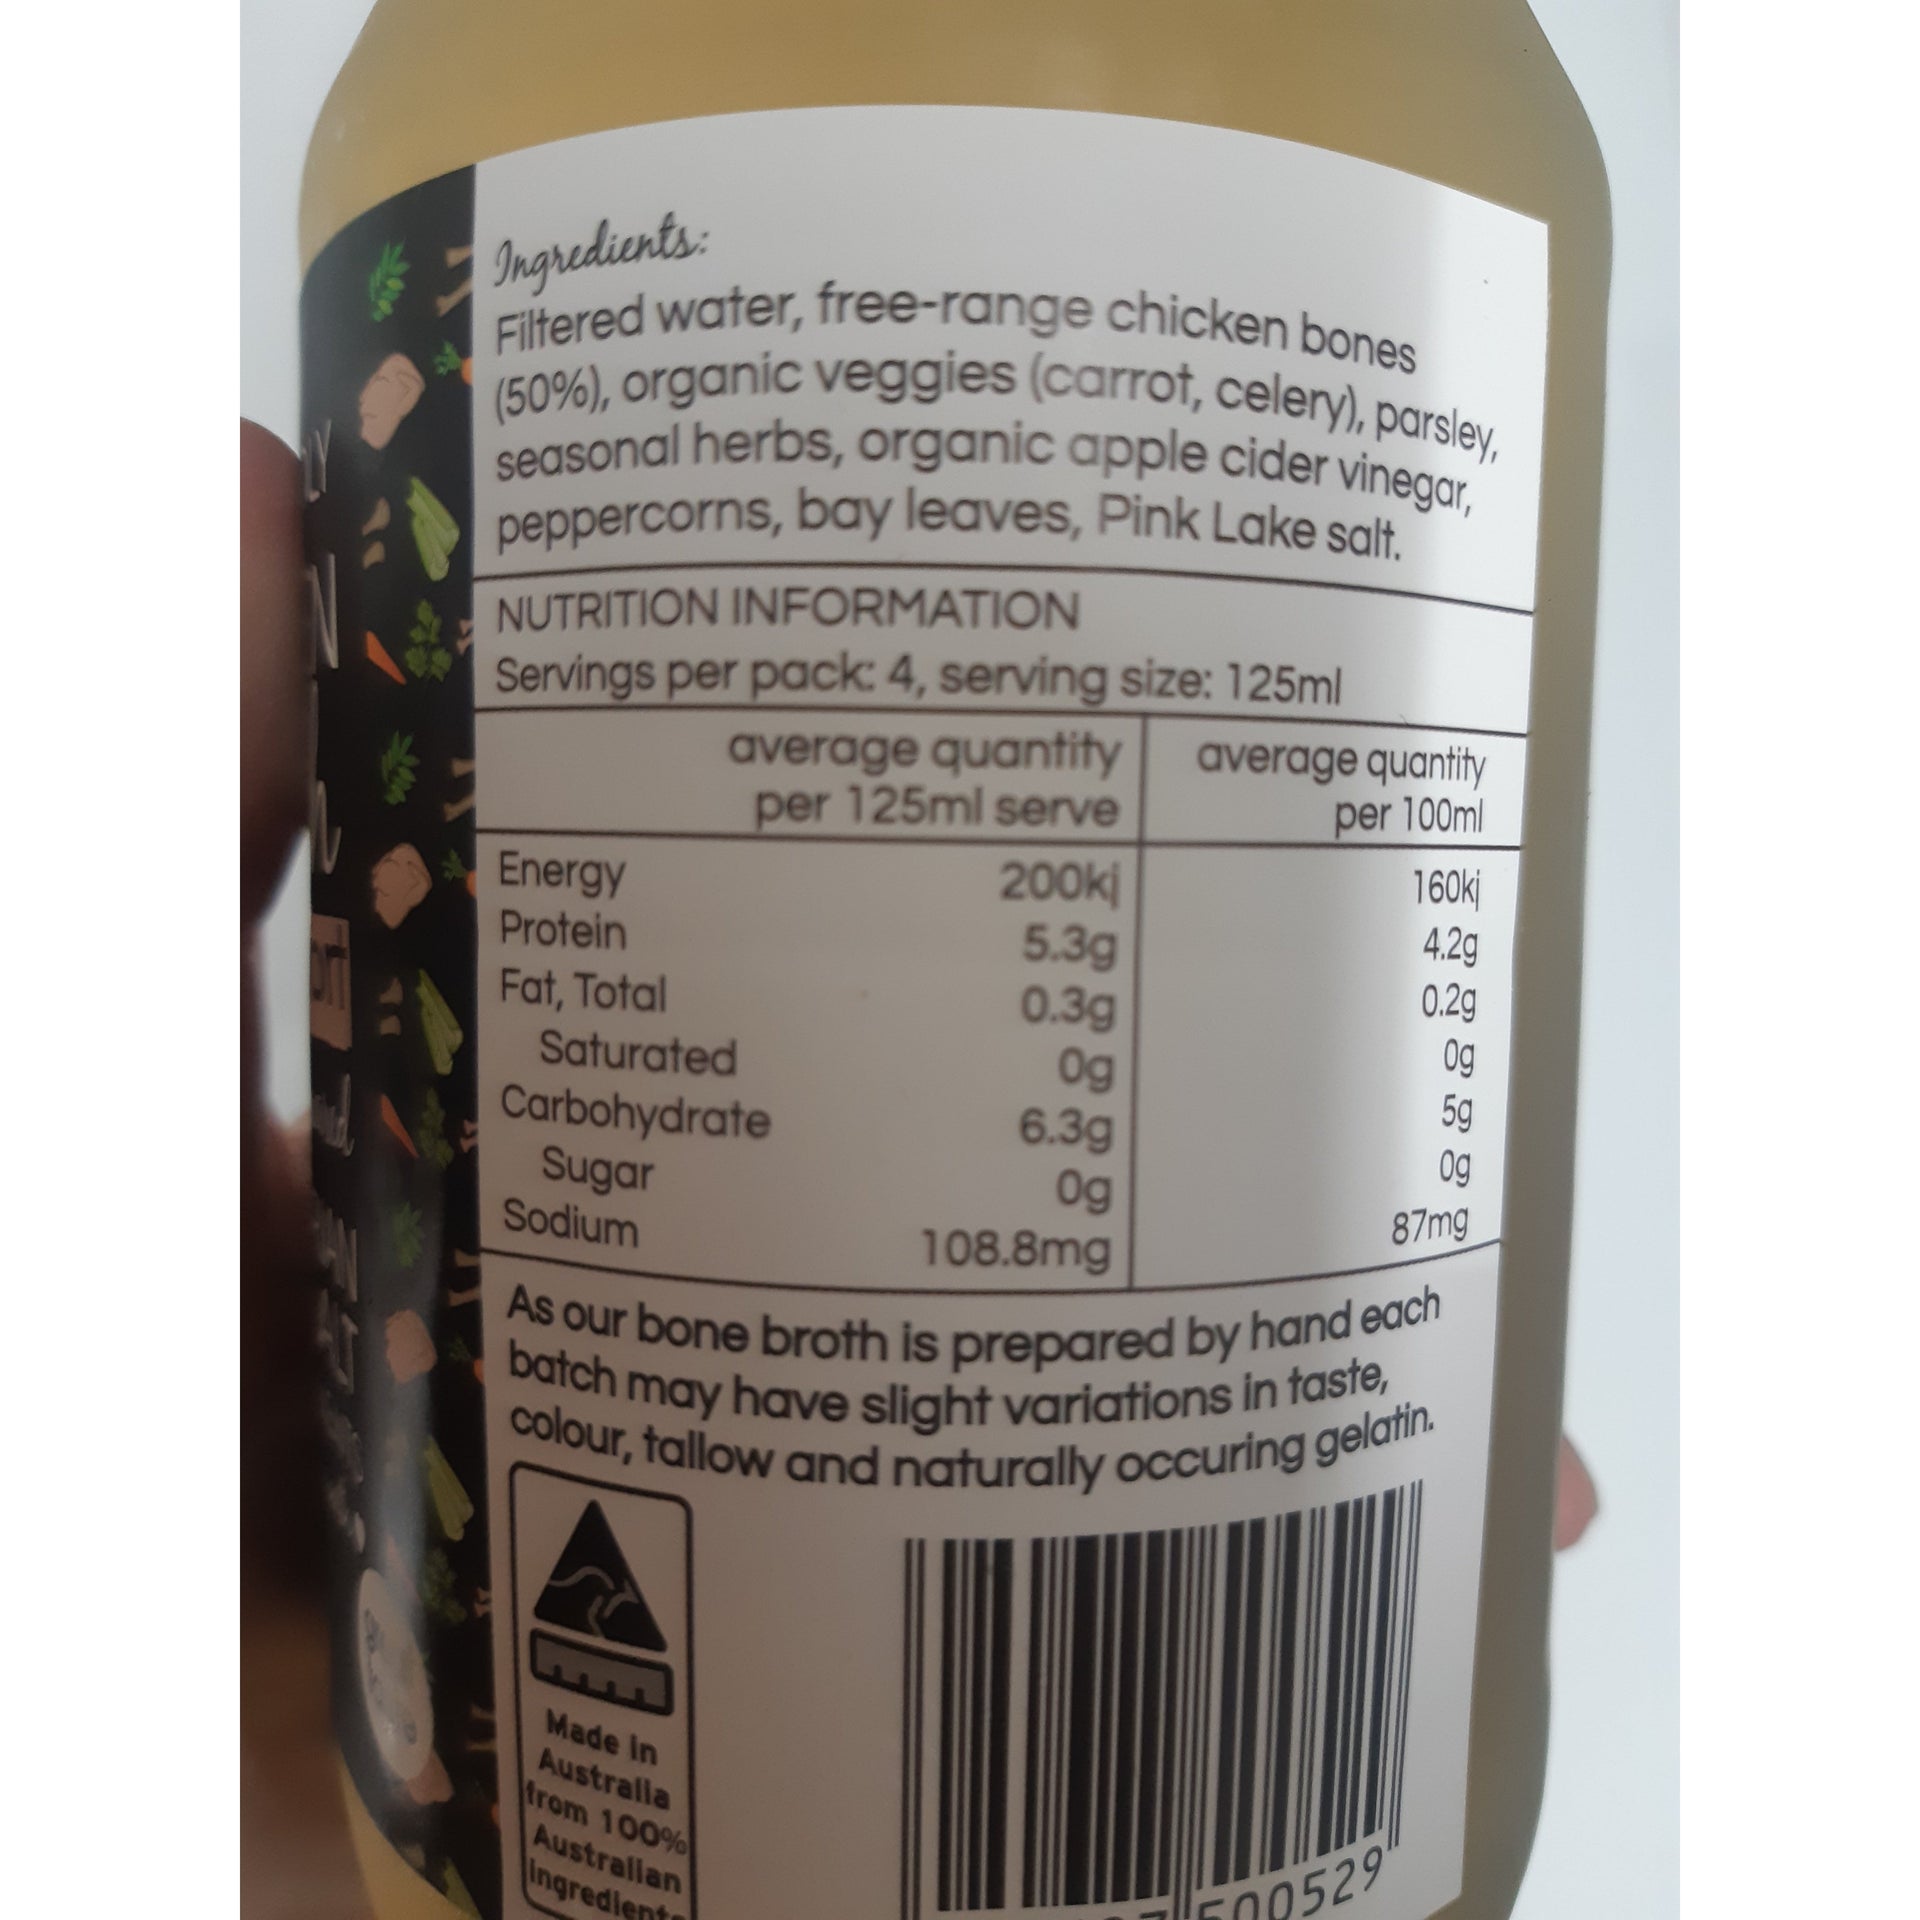 Ingredients:
Filtered water, free-range chicken bones
(50%), organic veggies (carrot, celery), parsley,
seasonal herbs, organic apple cider vinegar,
peppercorns, bay leaves, Pink Lake salt.
NUTRITION INFORMATION
Servings per pack: 4, serving size: 125ml
average quantity per 125ml serve average quantity per 100ml
Energy 200kj 160kj
Protein 5.3g 4.2g
Fat, Total 0.3g 0.2g
Saturated 0g 0g
Carbohydrate 6.3g 5g
Sugar 0g 0g
Sodium 108.8mg 87mg
As our bone broth is prepared by hand each
batch may have slight variations in taste,
colour, tallow and naturally occuring gelatin.
Made in
Australia
from 100%
Australian
ingredients
500529